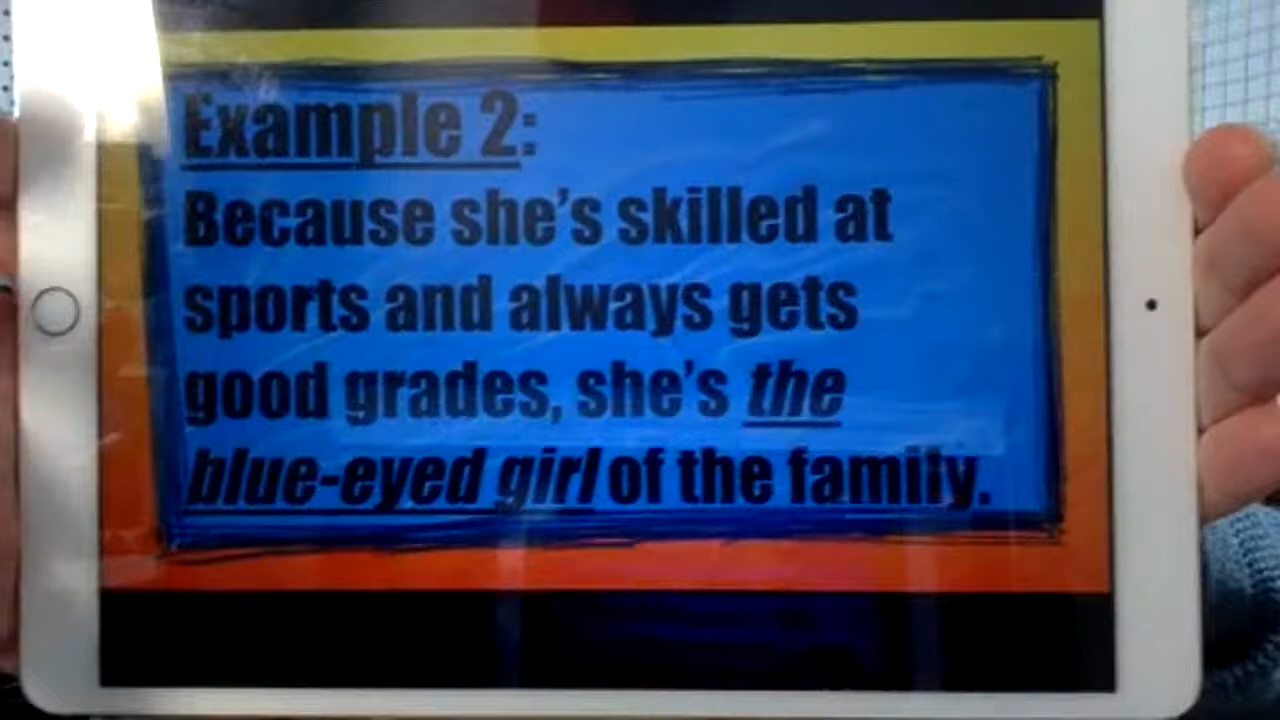 Example 2:
Because she’s skilled at
sports and always gets
good grades, she’s the
blue-eyed girl of the family.